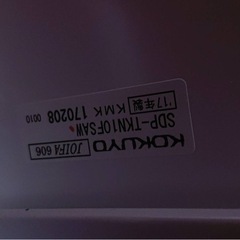 KOKUYO JOIFA 606
SDP-TKN10FSAW
'17年製 KMK 170208 0010